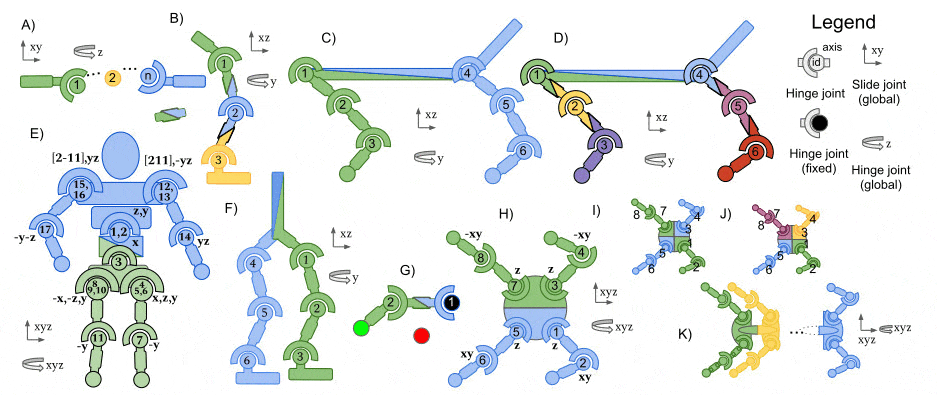 A)
xy
z
1
2
n
B)
xz
y
1
2
3
C)
1
2
3
4
5
6
xz
y
D)
1
2
3
4
5
6
xz
y
Legend
axis
id
Hinge joint
xy
Slide joint
(global)
Hinge joint
(fixed)
z
Hinge joint
(global)
E)
[2-11],yz
[211],-yz
15,
16
12,
13
z,y
1,2
x
17
-y-z
14
yz
3
8
9,10
4
5,6
-x,-z,y
x,z,y
11
-y
7
-y
xyz
xyz
F)
1
2
3
4
5
6
xz
y
G)
2
1
H)
-xy
-xy
8
4
z
z
7
3
5
1
z
z
6
2
xy
xy
xyz
xyz
I)
8
7
4
3
1
5
6
2
J)
7
8
4
3
1
5
6
2
K)
xyz
xyz